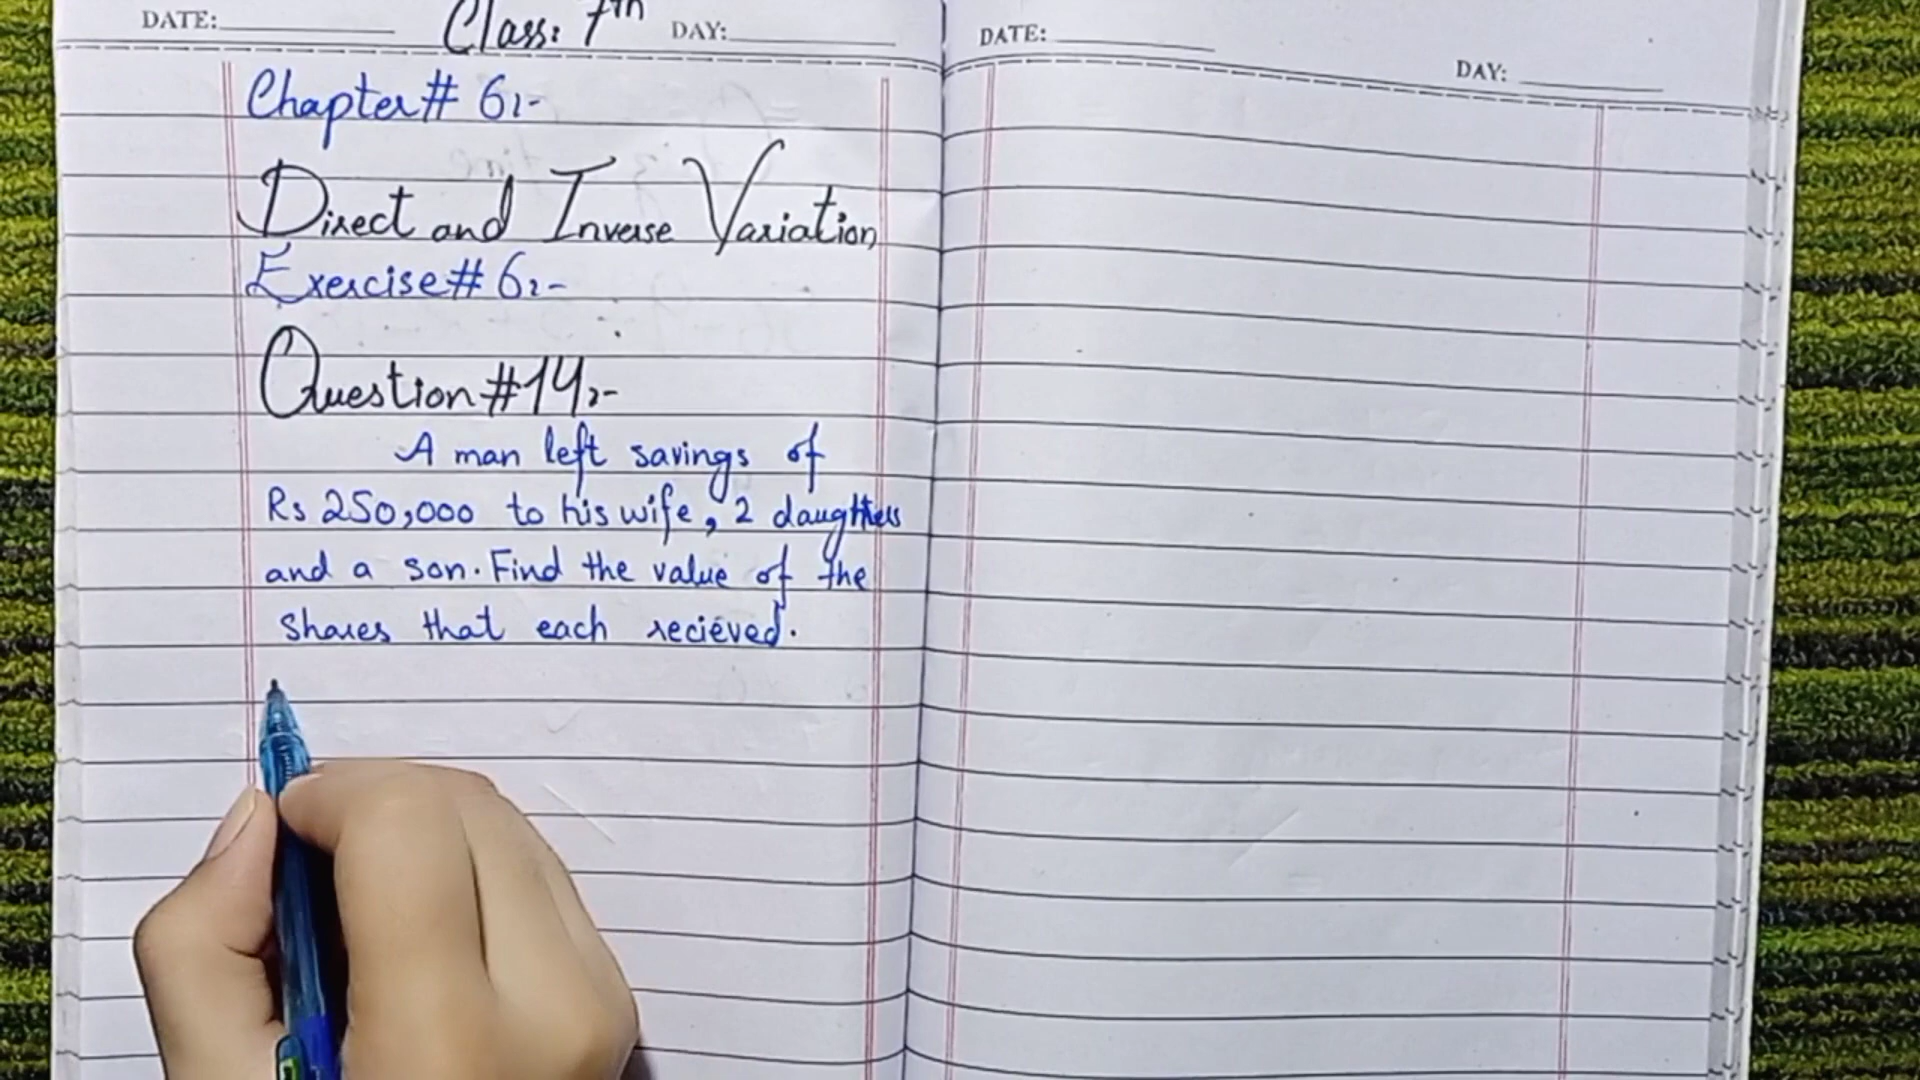 DATE: Class: 7th DAY:
Chapter# 6:-
Direct and Inverse Variation
Exercise# 6:-
Question#14:-
A man left savings of
Rs 250,000 to his wife, 2 daughters
and a son. Find the value of the
shares that each recieved.
DATE:
DAY: